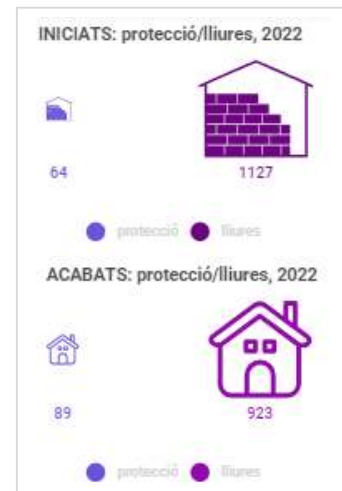 INICIATS: protecció/lliures, 2022
64 1127
protecció lliures
ACABATS: protecció/lliures, 2022
89 923
protecció lliures